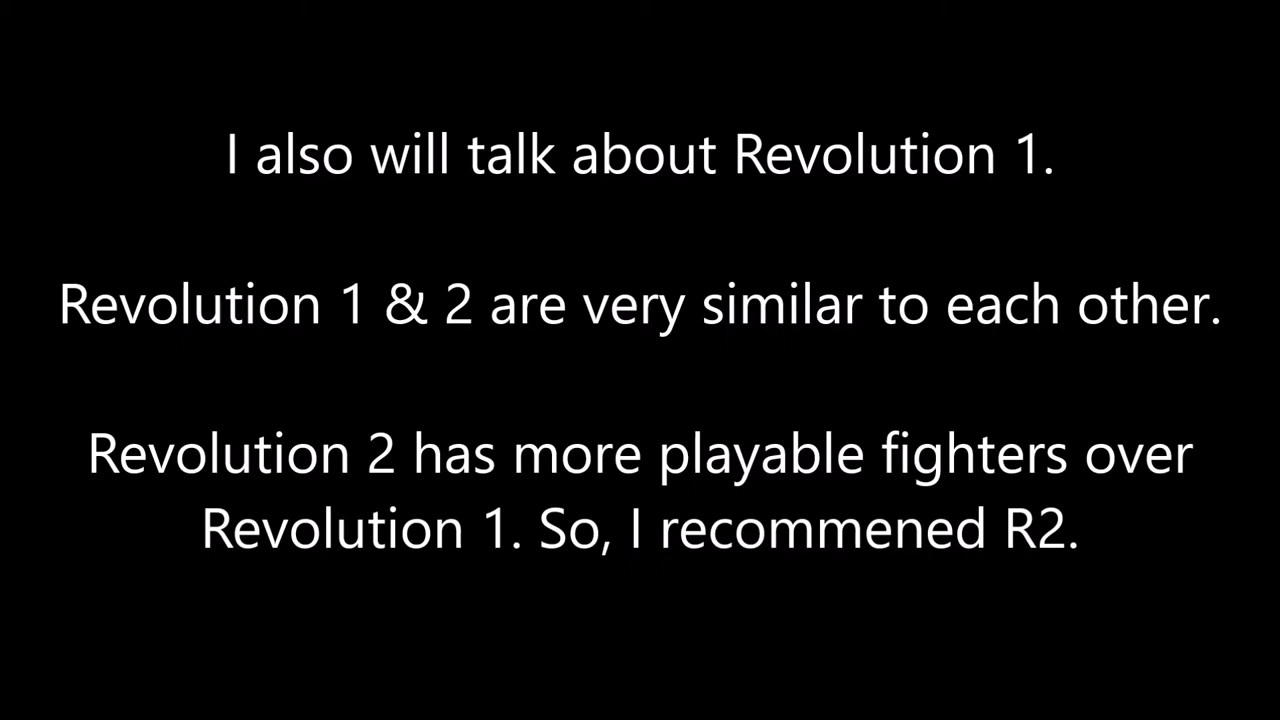 I also will talk about Revolution 1.
Revolution 1 & 2 are very similar to each other.
Revolution 2 has more playable fighters over
Revolution 1. So, I recommened R2.